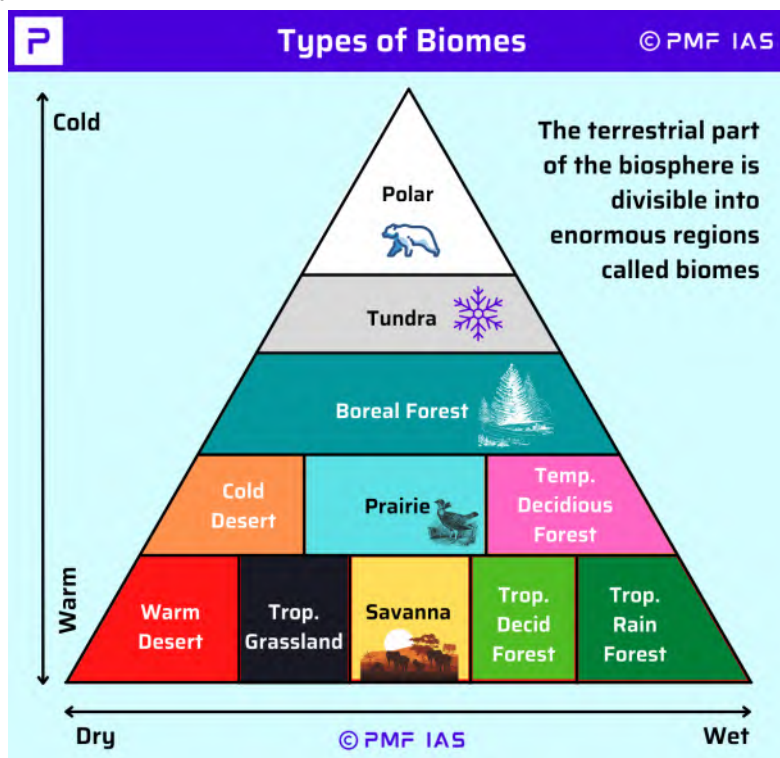 P
Types of Biomes
© PMF IAS
Cold
The terrestrial part
of the biosphere is
divisible into
enormous regions
called biomes
Polar
Tundra
Boreal Forest
Cold
Desert
Prairie
Temp.
Decidious
Forest
Warm
Warm
Desert
Trop.
Grassland
Savanna
Trop.
Decid
Forest
Trop.
Rain
Forest
Dry
© PMF IAS
Wet